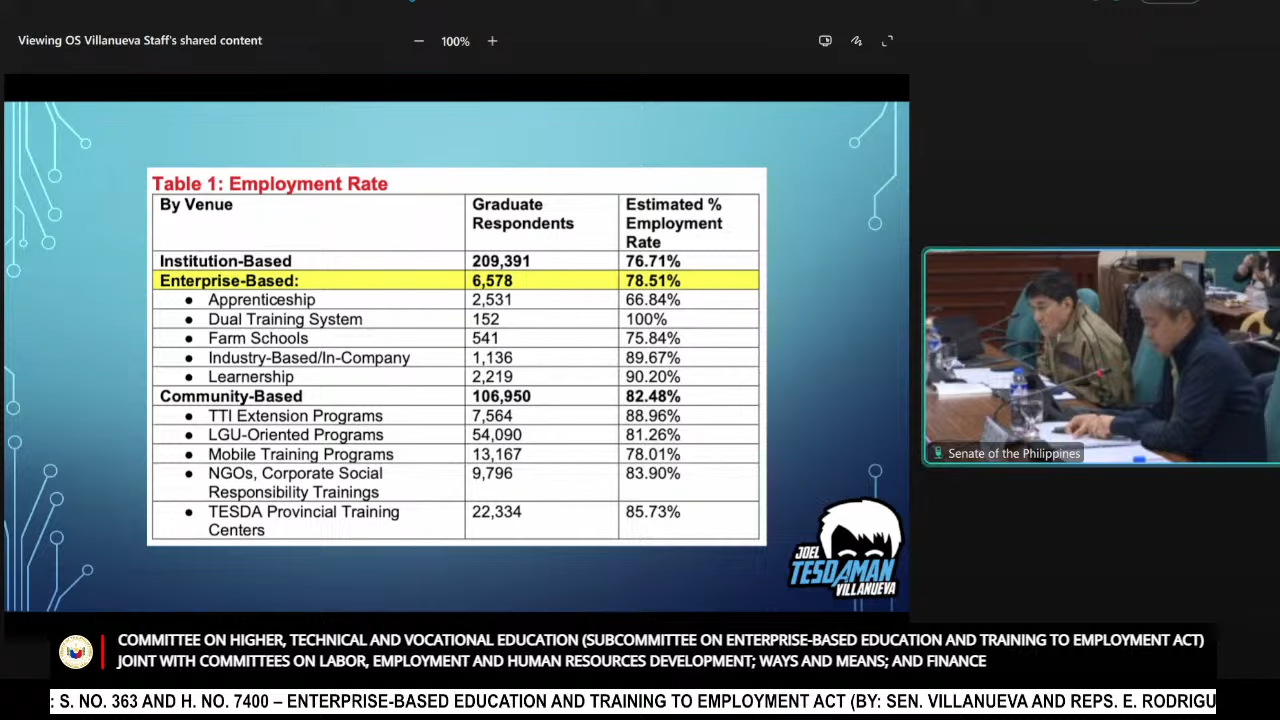 Viewing OS Villanueva Staff's shared content
100%
Table 1: Employment Rate
By Venue Graduate Respondents Estimated % Employment Rate
Institution-Based 209,391 76.71%
Enterprise-Based: 6,578 78.51%
● Apprenticeship 2,531 66.84%
● Dual Training System 152 100%
● Farm Schools 541 75.84%
● Industry-Based/In-Company 1,136 89.67%
● Learnership 2,219 90.20%
Community-Based 106,950 82.48%
● TTI Extension Programs 7,564 88.96%
● LGU-Oriented Programs 54,090 81.26%
● Mobile Training Programs 13,167 78.01%
● NGOs, Corporate Social Responsibility Trainings 9,796 83.90%
● TESDA Provincial Training Centers 22,334 85.73%
JOEL
TESDAMAN
VILLANUEVA
Senate of the Philippines
COMMITTEE ON HIGHER, TECHNICAL AND VOCATIONAL EDUCATION (SUBCOMMITTEE ON ENTERPRISE-BASED EDUCATION AND TRAINING TO EMPLOYMENT ACT)
JOINT WITH COMMITTEES ON LABOR, EMPLOYMENT AND HUMAN RESOURCES DEVELOPMENT; WAYS AND MEANS; AND FINANCE
: S. NO. 363 AND H. NO. 7400 – ENTERPRISE-BASED EDUCATION AND TRAINING TO EMPLOYMENT ACT (BY: SEN. VILLANUEVA AND REPS. E. RODRIGU